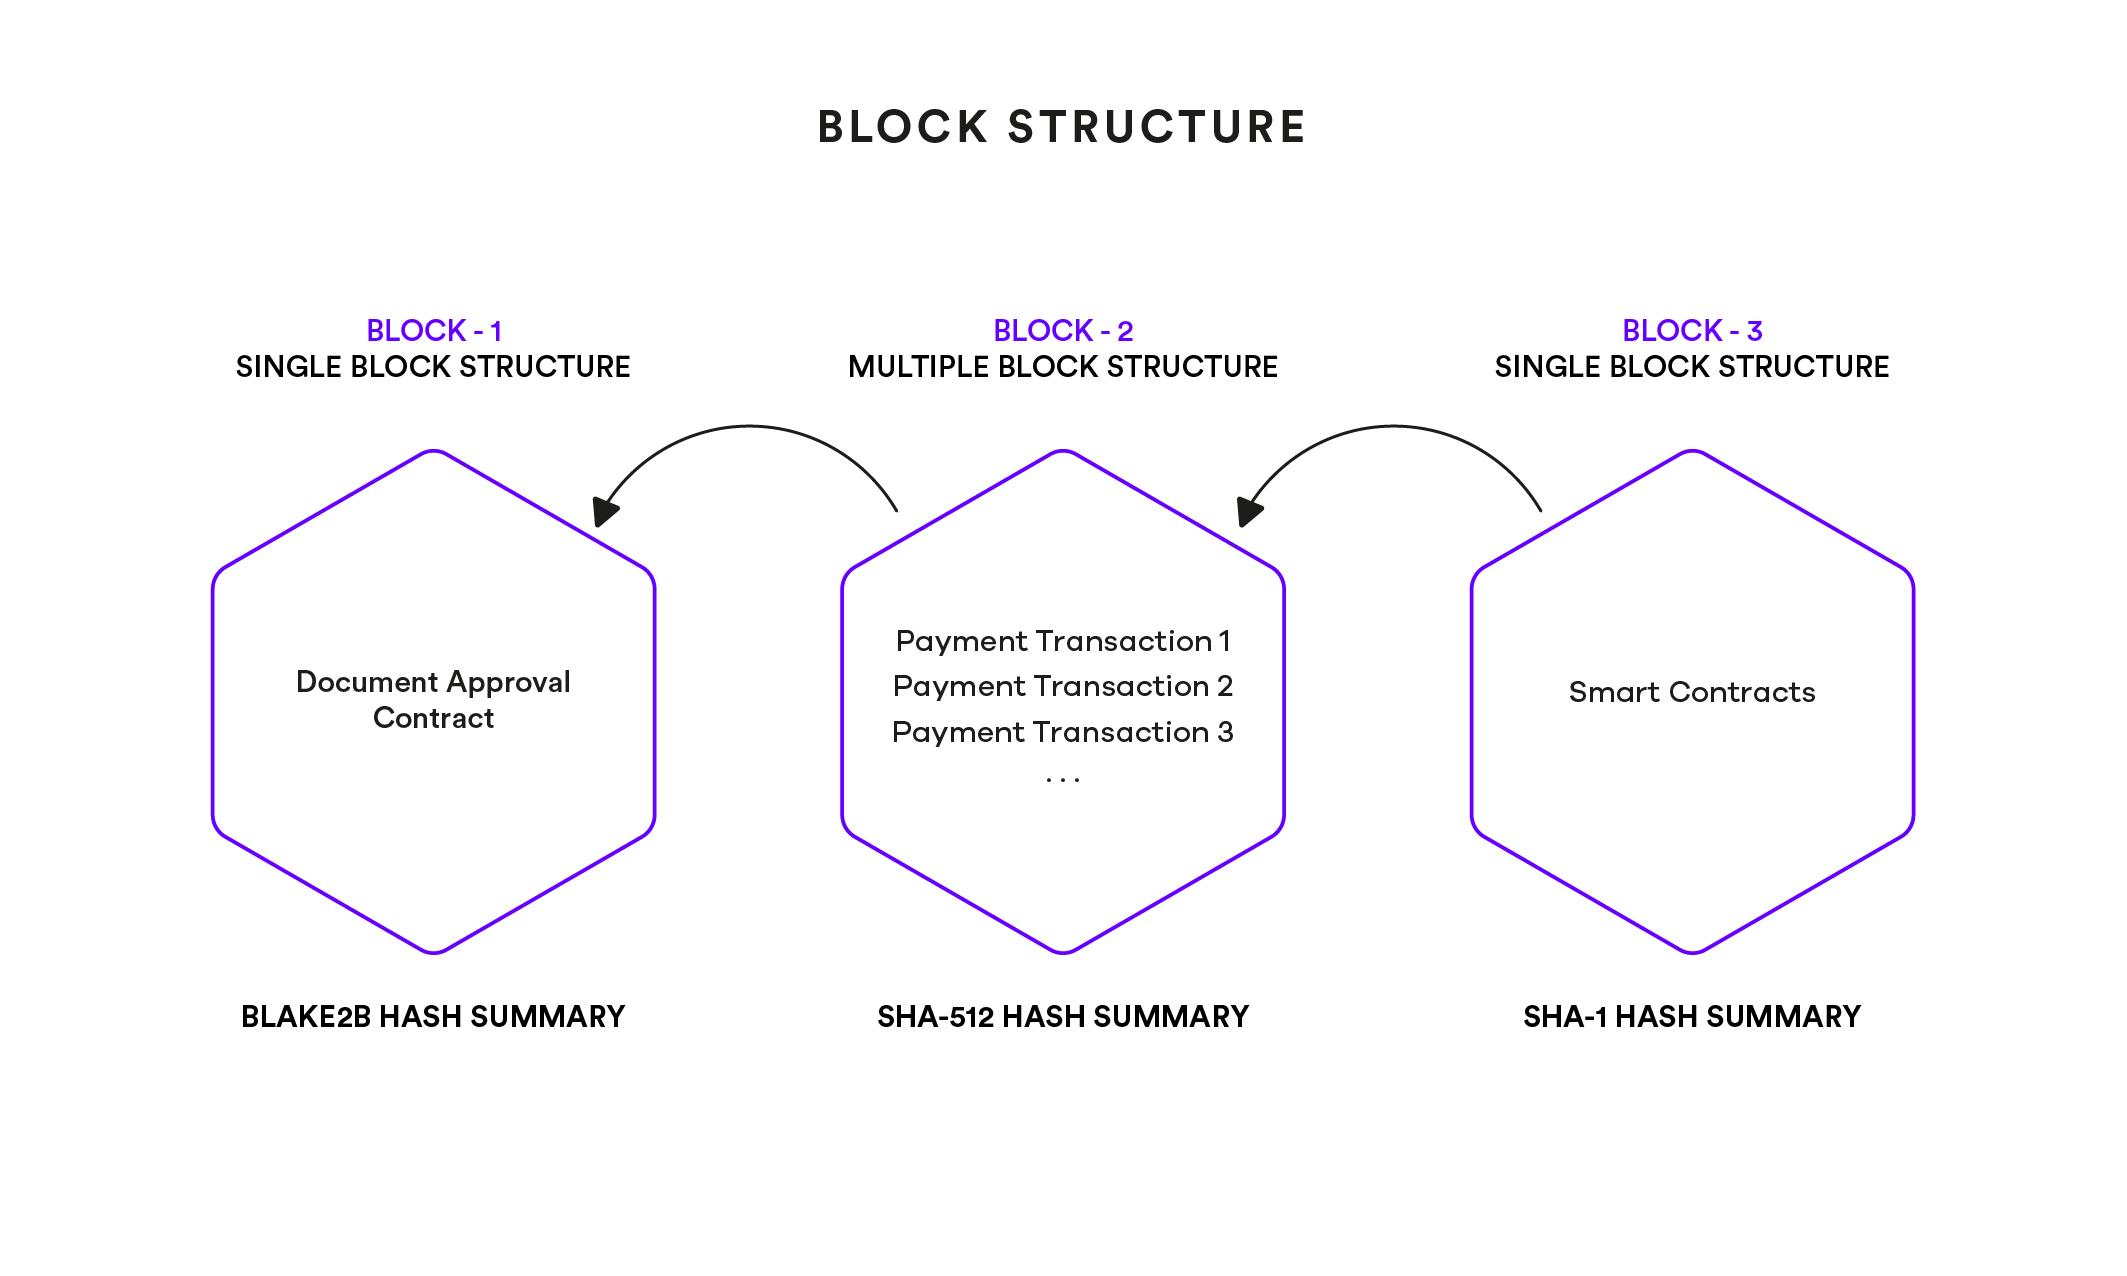 BLOCK STRUCTURE
BLOCK - 1
SINGLE BLOCK STRUCTURE
BLOCK - 2
MULTIPLE BLOCK STRUCTURE
BLOCK - 3
SINGLE BLOCK STRUCTURE
Document Approval
Contract
Payment Transaction 1
Payment Transaction 2
Payment Transaction 3
. . .
Smart Contracts
BLAKE2B HASH SUMMARY
SHA-512 HASH SUMMARY
SHA-1 HASH SUMMARY